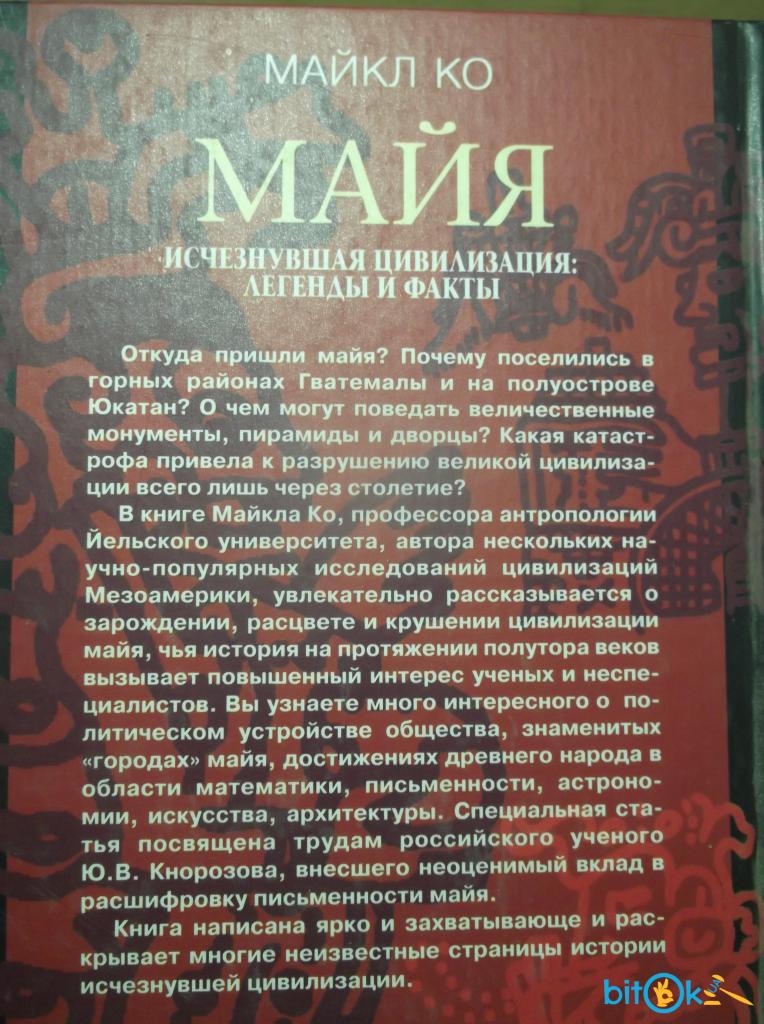 МАЙКЛ КО
МАЙЯ
ИСЧЕЗНУВШАЯ ЦИВИЛИЗАЦИЯ:
ЛЕГЕНДЫ И ФАКТЫ
Откуда пришли майя? Почему поселились в
горных районах Гватемалы и на полуострове
Юкатан? О чем могут поведать величественные
монументы, пирамиды и дворцы? Какая катаст-
рофа привела к разрушению великой цивилиза-
ции всего лишь через столетие?
В книге Майкла Ко, профессора антропологии
Йельского университета, автора нескольких на-
учно-популярных исследований цивилизаций
Мезоамерики, увлекательно рассказывается о
зарождении, расцвете и крушении цивилизации
майя, чья история на протяжении полутора веков
вызывает повышенный интерес ученых и неспе-
циалистов. Вы узнаете много интересного о по-
литическом устройстве общества, знаменитых
«городах» майя, достижениях древнего народа в
области математики, письменности, астроно-
мии, искусства, архитектуры. Специальная ста-
тья посвящена трудам российского ученого
Ю.В. Кнорозова, внесшего неоценимый вклад в
расшифровку письменности майя.
Книга написана ярко и захватывающе и рас-
крывает многие неизвестные страницы истории
исчезнувшей цивилизации.
bitOk UA